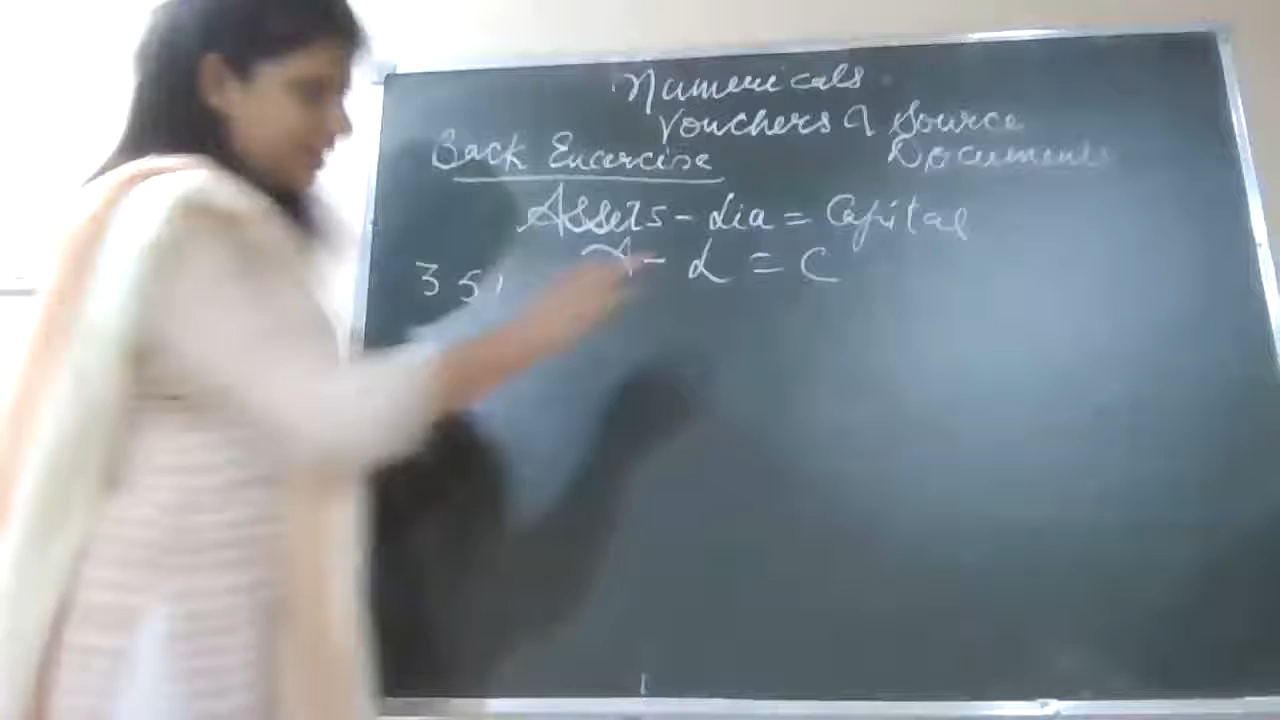 Numericals
Vouchers & Source
Documents
Back Exercise
Assets - Lia = Capital
A - L = C
35